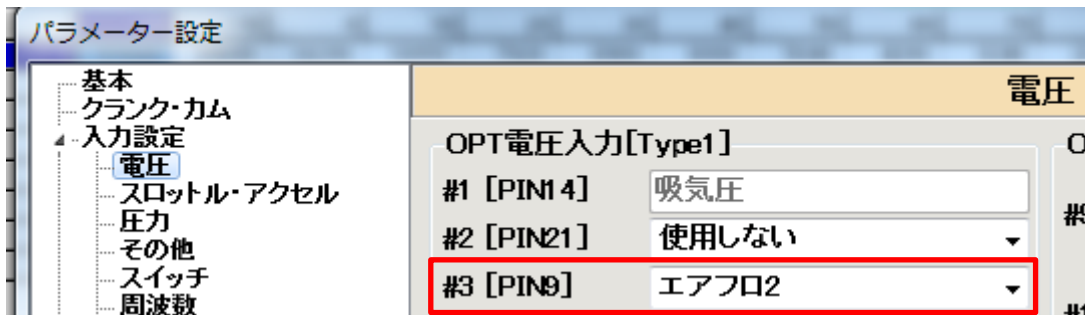 パラメーター設定
基本
クランク・カム
入力設定
電圧
スロットル・アクセル
圧力
その他
スイッチ
周波数
電圧
OPT電圧入力[Type1]
#1 [PIN14] 吸気圧
#2 [PIN21] 使用しない
#3 [PIN9] エアフロ2